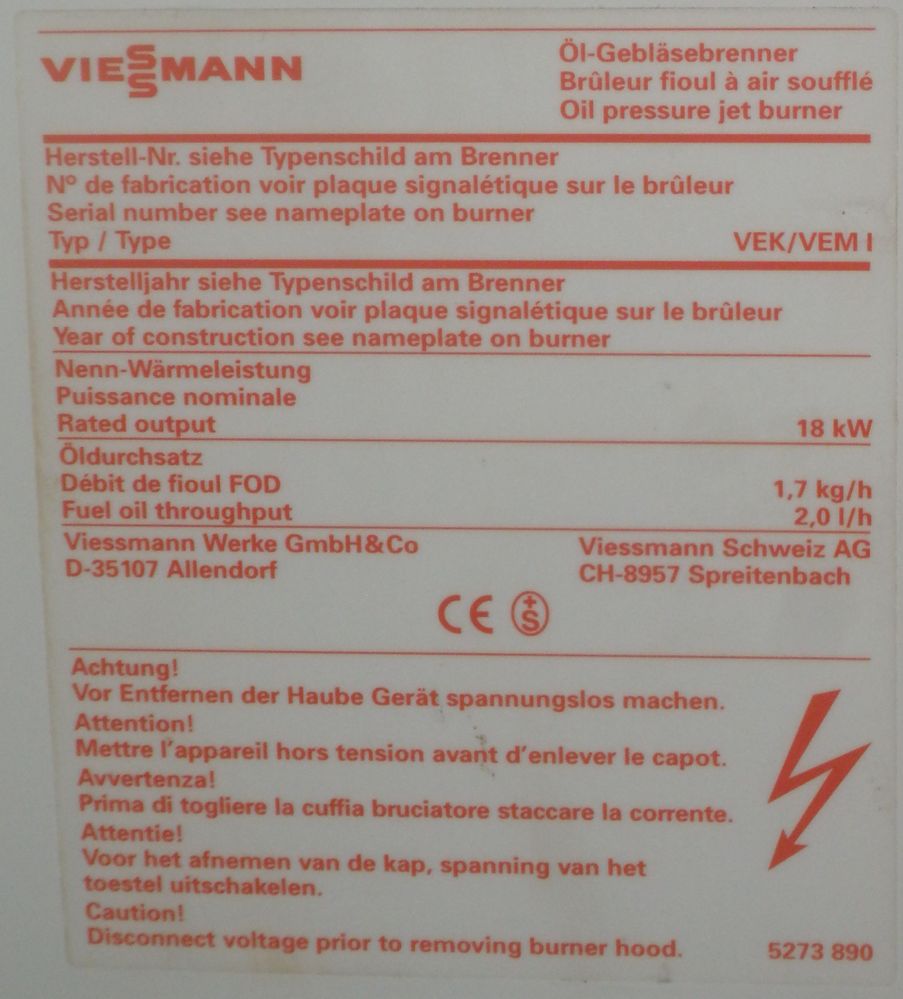 VIESSMANN
Öl-Gebläsebrenner
Brûleur fioul à air soufflé
Oil pressure jet burner
Herstell-Nr. siehe Typenschild am Brenner
Nº de fabrication voir plaque signalétique sur le brûleur
Serial number see nameplate on burner
Typ / Type VEK/VEM I
Herstelljahr siehe Typenschild am Brenner
Année de fabrication voir plaque signalétique sur le brûleur
Year of construction see nameplate on burner
Nenn-Wärmeleistung
Puissance nominale
Rated output 18 kW
Öldurchsatz
Débit de fioul FOD 1,7 kg/h
Fuel oil throughput 2,0 l/h
Viessmann Werke GmbH&Co Viessmann Schweiz AG
D-35107 Allendorf CH-8957 Spreitenbach
CE +S
Achtung!
Vor Entfernen der Haube Gerät spannungslos machen.
Attention!
Mettre l'appareil hors tension avant d'enlever le capot.
Avvertenza!
Prima di togliere la cuffia bruciatore staccare la corrente.
Attentie!
Voor het afnemen van de kap, spanning van het
toestel uitschakelen.
Caution!
Disconnect voltage prior to removing burner hood. 5273 890